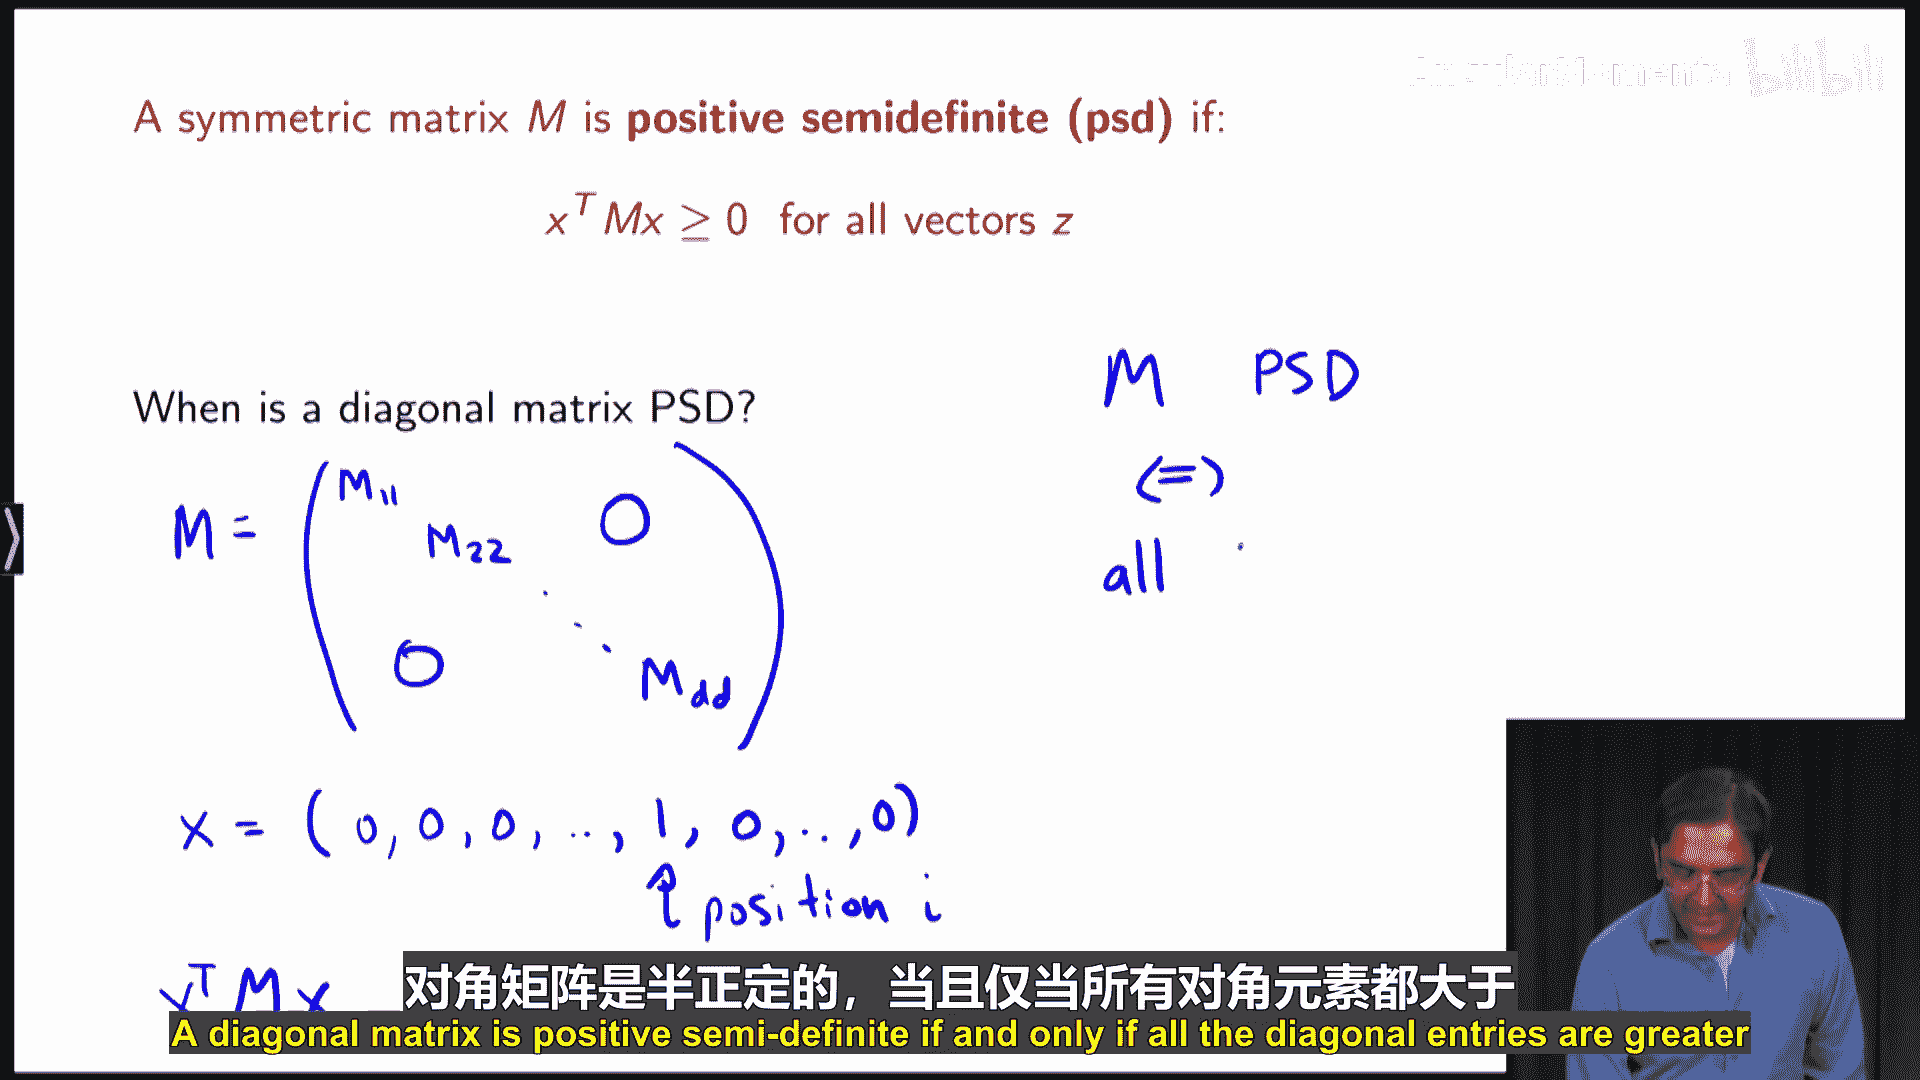 A symmetric matrix M is positive semidefinite (psd) if:
x^T Mx ≥ 0 for all vectors z
When is a diagonal matrix PSD?
M =
M₁₁
M₂₂
0
0
M_dd
M PSD
(=)
all
x = (0, 0, 0, .., 1, 0, .., 0)
position i
x^T M x
对角矩阵是半正定的，当且仅当所有对角元素都大于
A diagonal matrix is positive semi-definite if and only if all the diagonal entries are greater
bilibili